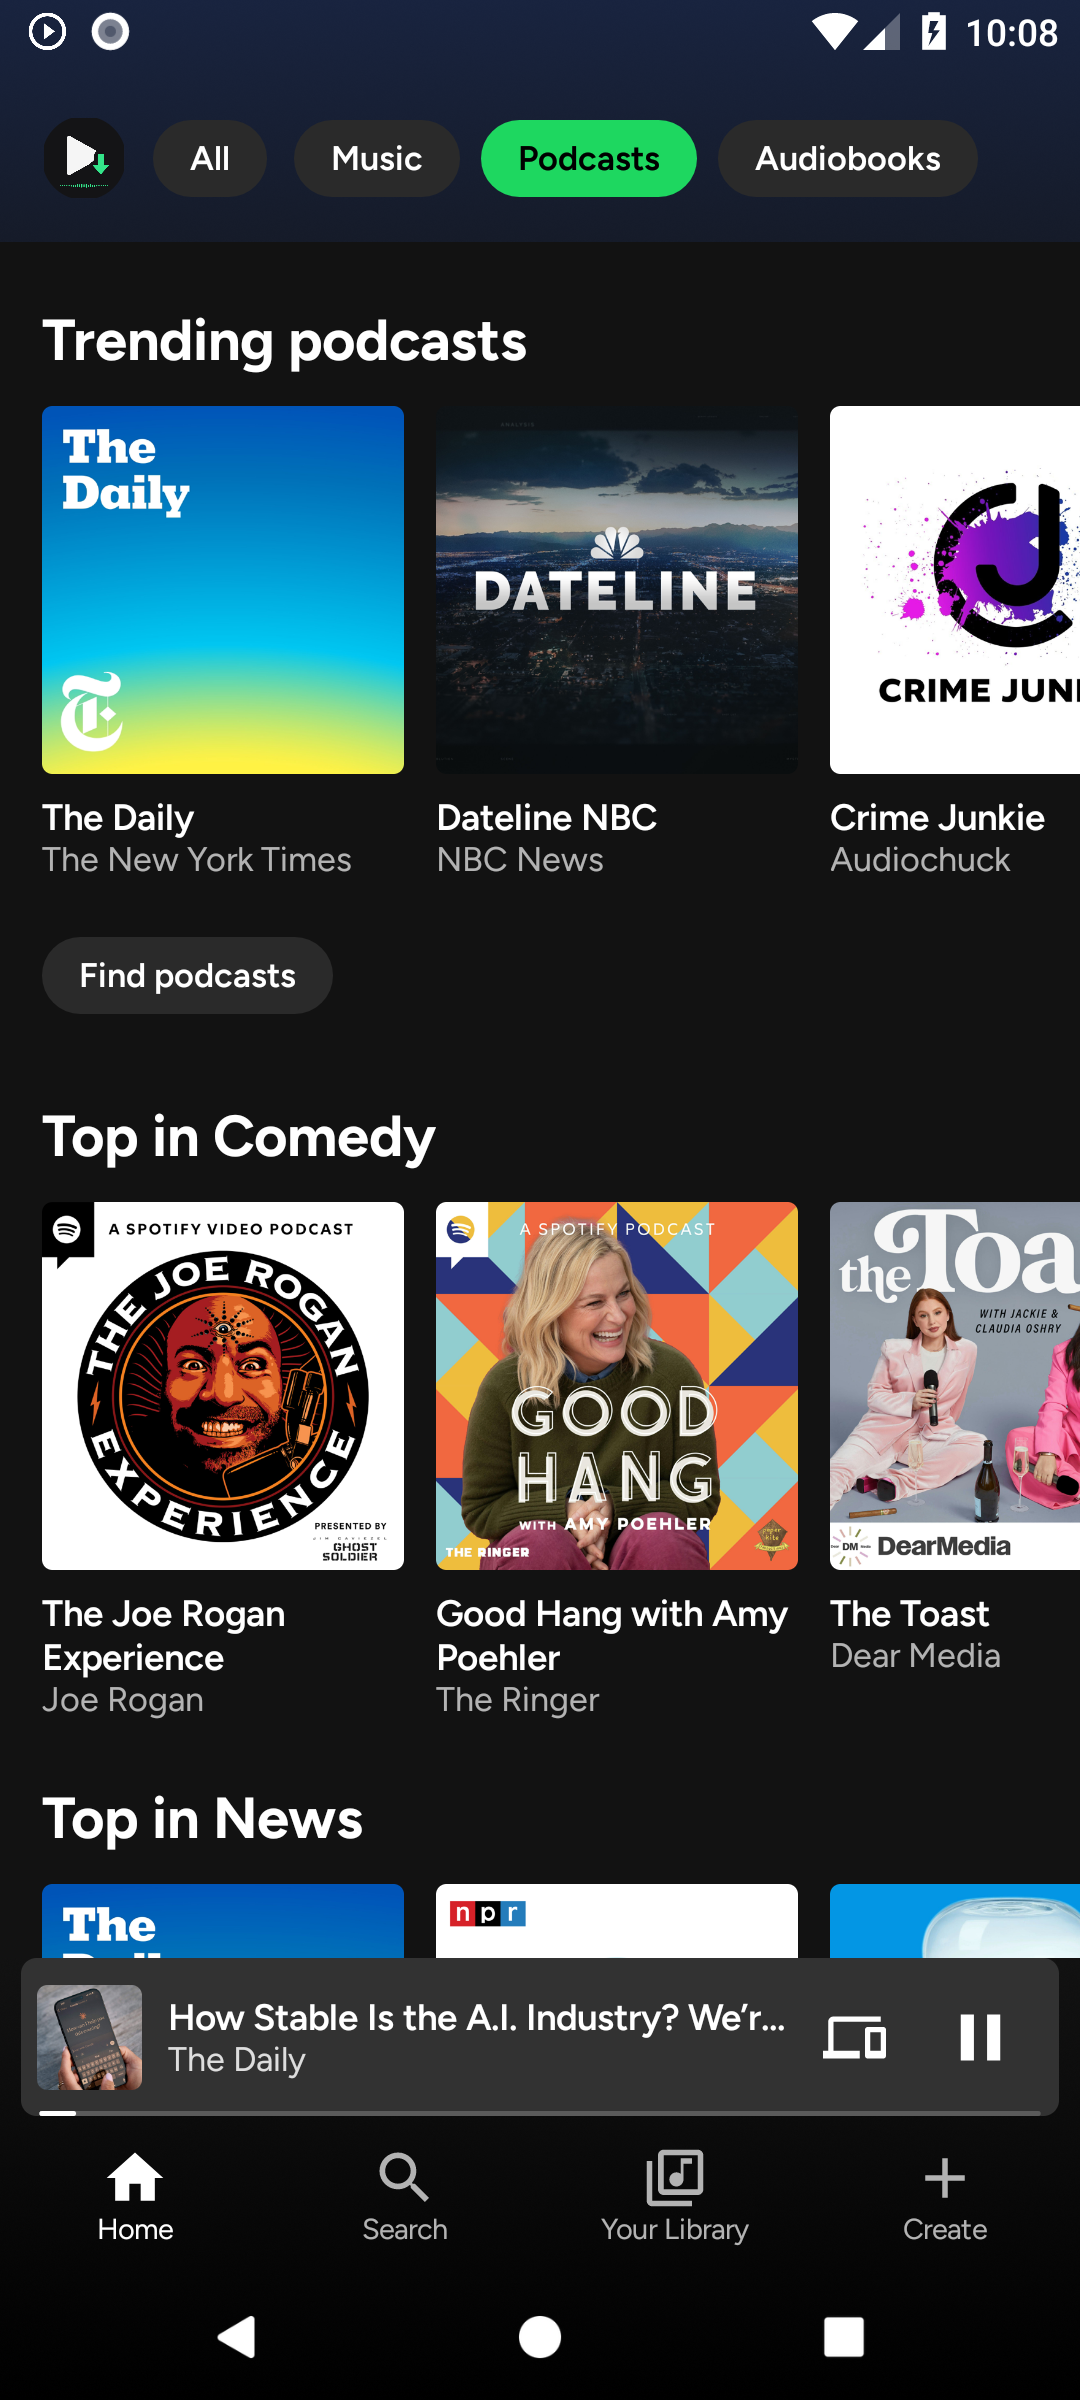 10:08
All
Music
Podcasts
Audiobooks
Trending podcasts
The
Daily
DATELINE
CRIME JUN
The Daily
The New York Times
Dateline NBC
NBC News
Crime Junkie
Audiochuck
Find podcasts
Top in Comedy
A SPOTIFY VIDEO PODCAST
THE JOE ROGAN
EXPERIENCE
PRESENTED BY
JIM CAVIEZEL
GHOST
SOLDIER
A SPOTIFY PODCAST
GOOD
HANG
WITH AMY POEHLER
THE RINGER
the Toa
WITH JACKIE &
CLAUDIA OSHRY
DM
DearMedia
The Joe Rogan
Experience
Joe Rogan
Good Hang with Amy
Poehler
The Ringer
The Toast
Dear Media
Top in News
The
npr
How Stable Is the A.I. Industry? We'r...
The Daily
Home
Search
Your Library
Create